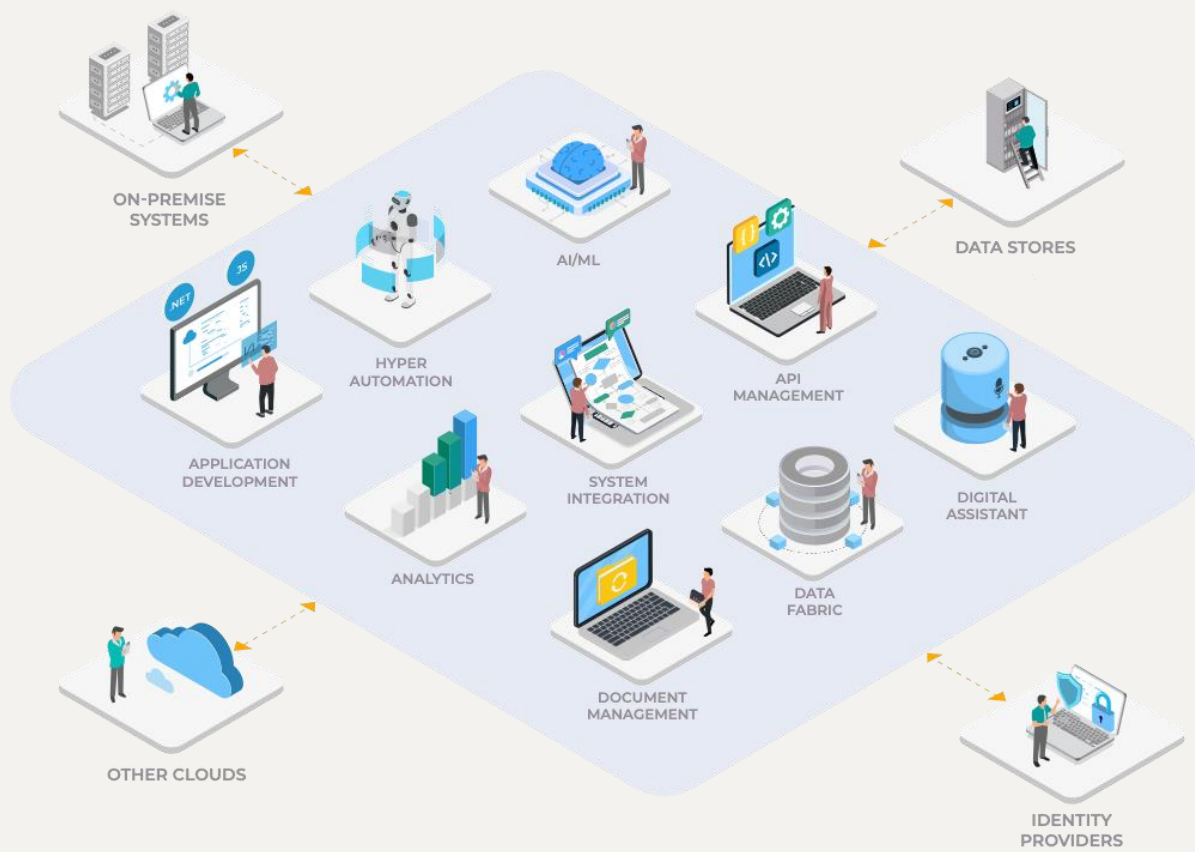 ON-PREMISE
SYSTEMS
DATA STORES
AI/ML
JS
.NET
HYPER
AUTOMATION
API
MANAGEMENT
APPLICATION
DEVELOPMENT
SYSTEM
INTEGRATION
DIGITAL
ASSISTANT
ANALYTICS
DATA
FABRIC
DOCUMENT
MANAGEMENT
OTHER CLOUDS
IDENTITY
PROVIDERS